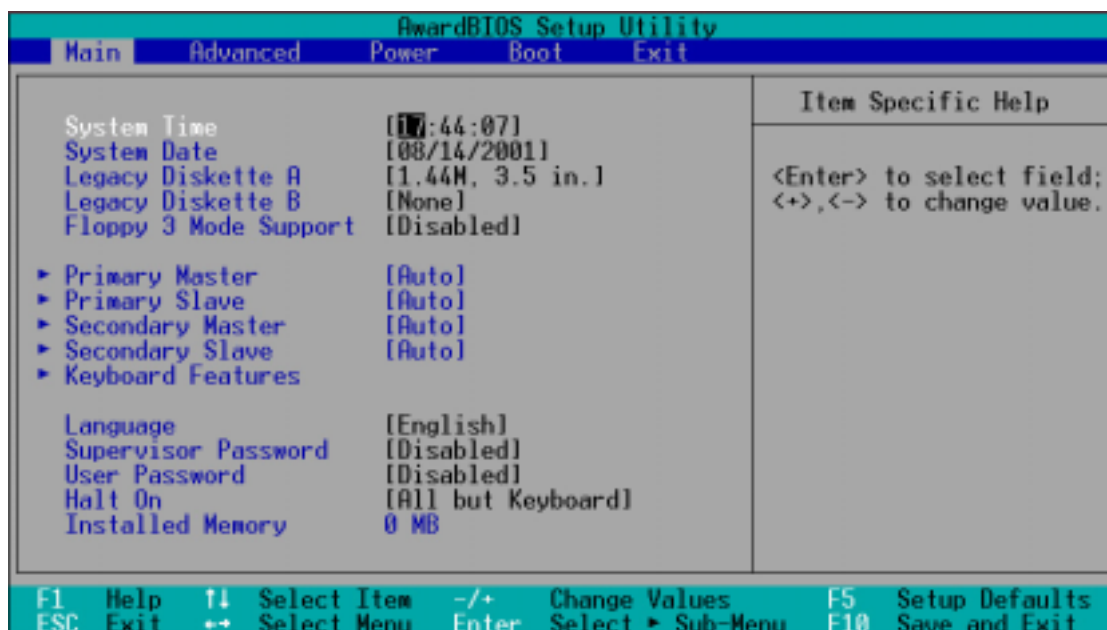 AwardBIOS Setup Utility
Main Advanced Power Boot Exit
Item Specific Help
System Time [17:44:07]
System Date [08/14/2001]
Legacy Diskette A [1.44M, 3.5 in.]
Legacy Diskette B [None]
Floppy 3 Mode Support [Disabled]
<Enter> to select field;
<+>,<-> to change value.
► Primary Master [Auto]
► Primary Slave [Auto]
► Secondary Master [Auto]
► Secondary Slave [Auto]
► Keyboard Features
Language [English]
Supervisor Password [Disabled]
User Password [Disabled]
Halt On [All but Keyboard]
Installed Memory 0 MB
F1 Help ↑↓ Select Item -/+ Change Values F5 Setup Defaults
ESC Exit ←→ Select Menu Enter Select ► Sub-Menu F10 Save and Exit